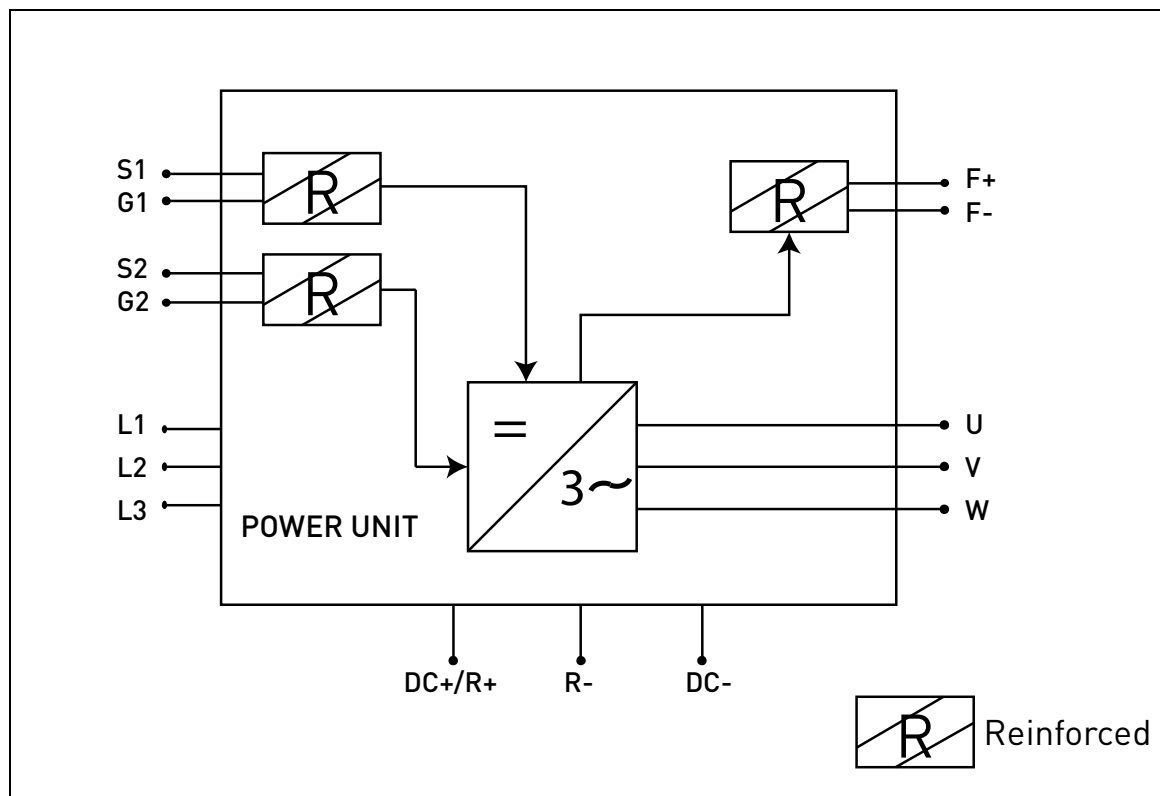 S1
G1
R
S2
G2
R
R
F+
F-
L1
L2
L3
POWER UNIT
=
3~
U
V
W
DC+/R+
R-
DC-
R
Reinforced